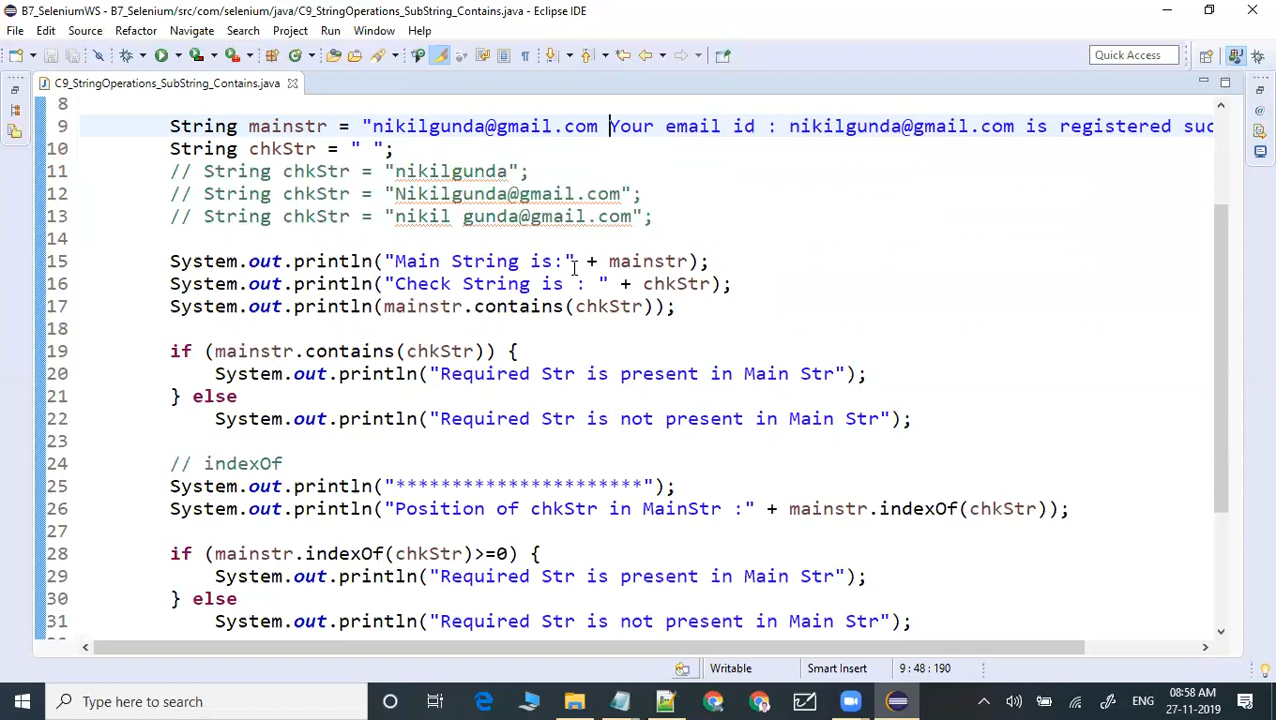 B7_SeleniumWS - B7_Selenium/src/com/selenium/java/C9_StringOperations_SubString_Contains.java - Eclipse IDE
File Edit Source Refactor Navigate Search Project Run Window Help
Quick Access
C9_StringOperations_SubString_Contains.java
8
9 String mainstr = "nikilgunda@gmail.com Your email id : nikilgunda@gmail.com is registered suc
10 String chkStr = " ";
11 // String chkStr = "nikilgunda";
12 // String chkStr = "Nikilgunda@gmail.com";
13 // String chkStr = "nikil gunda@gmail.com";
14
15 System.out.println("Main String is:" + mainstr);
16 System.out.println("Check String is : " + chkStr);
17 System.out.println(mainstr.contains(chkStr));
18
19 if (mainstr.contains(chkStr)) {
20 System.out.println("Required Str is present in Main Str");
21 } else
22 System.out.println("Required Str is not present in Main Str");
23
24 // indexOf
25 System.out.println("**********************");
26 System.out.println("Position of chkStr in MainStr :" + mainstr.indexOf(chkStr));
27
28 if (mainstr.indexOf(chkStr)>=0) {
29 System.out.println("Required Str is present in Main Str");
30 } else
31 System.out.println("Required Str is not present in Main Str");
Writable Smart Insert 9 : 48 : 190
Type here to search
ENG
08:58 AM
27-11-2019